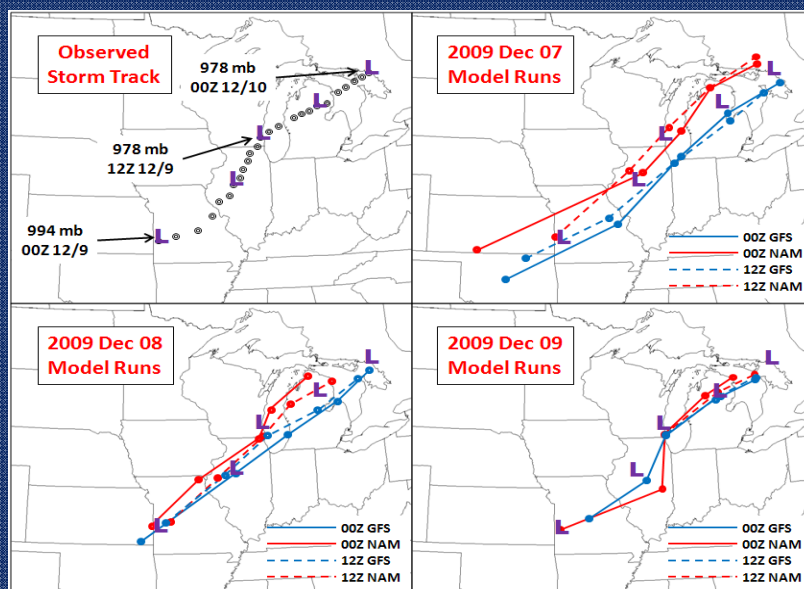 Observed
Storm Track
978 mb
00Z 12/10
L
L
978 mb
12Z 12/9
L
L
994 mb
00Z 12/9
L
2009 Dec 07
Model Runs
L
L
L
L
L
00Z GFS
00Z NAM
12Z GFS
12Z NAM
2009 Dec 08
Model Runs
L
L
L
L
L
00Z GFS
00Z NAM
12Z GFS
12Z NAM
2009 Dec 09
Model Runs
L
L
L
L
L
00Z GFS
00Z NAM
12Z GFS
12Z NAM